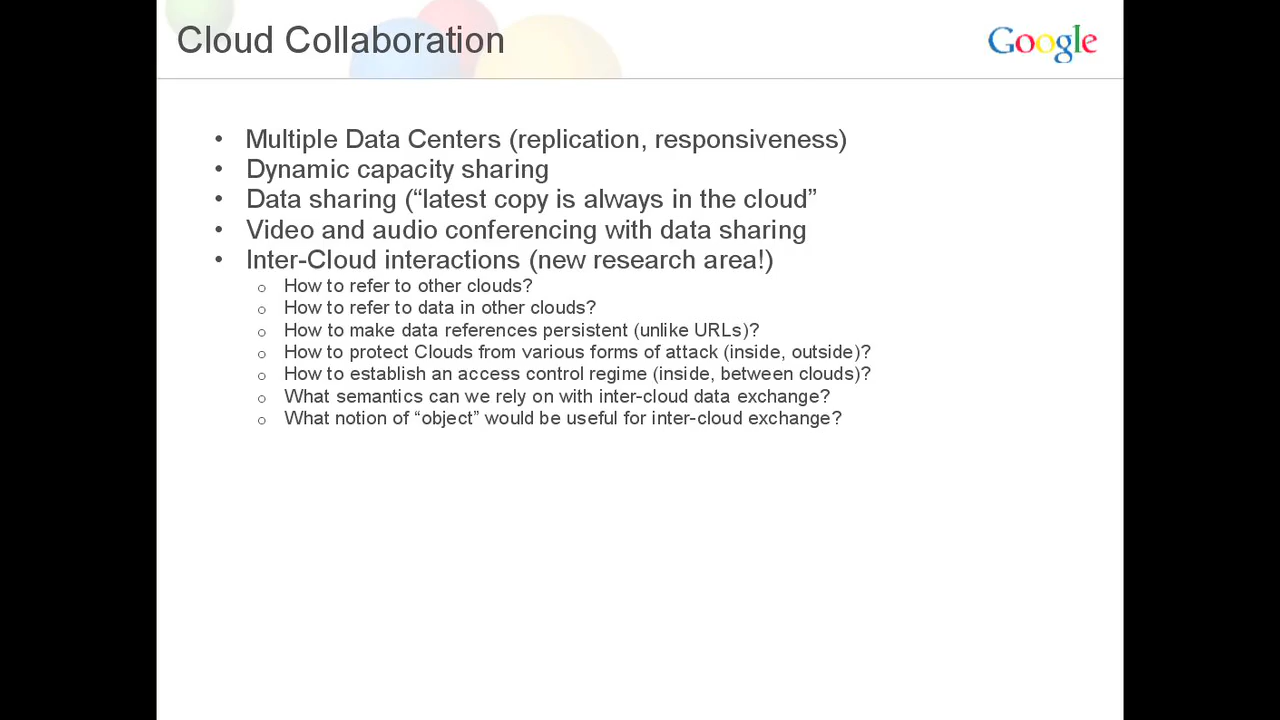 Cloud Collaboration
Google
• Multiple Data Centers (replication, responsiveness)
• Dynamic capacity sharing
• Data sharing (“latest copy is always in the cloud”
• Video and audio conferencing with data sharing
• Inter-Cloud interactions (new research area!)
o How to refer to other clouds?
o How to refer to data in other clouds?
o How to make data references persistent (unlike URLs)?
o How to protect Clouds from various forms of attack (inside, outside)?
o How to establish an access control regime (inside, between clouds)?
o What semantics can we rely on with inter-cloud data exchange?
o What notion of “object” would be useful for inter-cloud exchange?